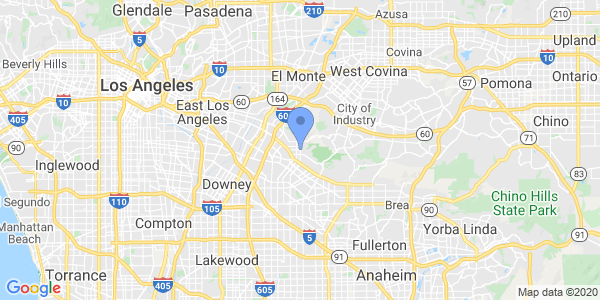 Glendale
Pasadena
210
Azusa
5
Covina
210
Upland
Beverly Hills
10
El Monte
West Covina
10
Los Angeles
57
Pomona
Ontario
10
East Los
Angeles
60
164
City of
Industry
10
405
60
Chino
90
60
71
Inglewood
Downey
83
Segundo
110
105
Chino Hills
State Park
Brea
90
Manhattan
Beach
Compton
Yorba Linda
91
5
Fullerton
91
Torrance
Lakewood
405
605
Anaheim
Google
Map data ©2020